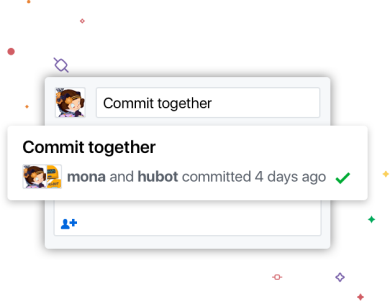 Commit together
Commit together
mona and hubot committed 4 days ago